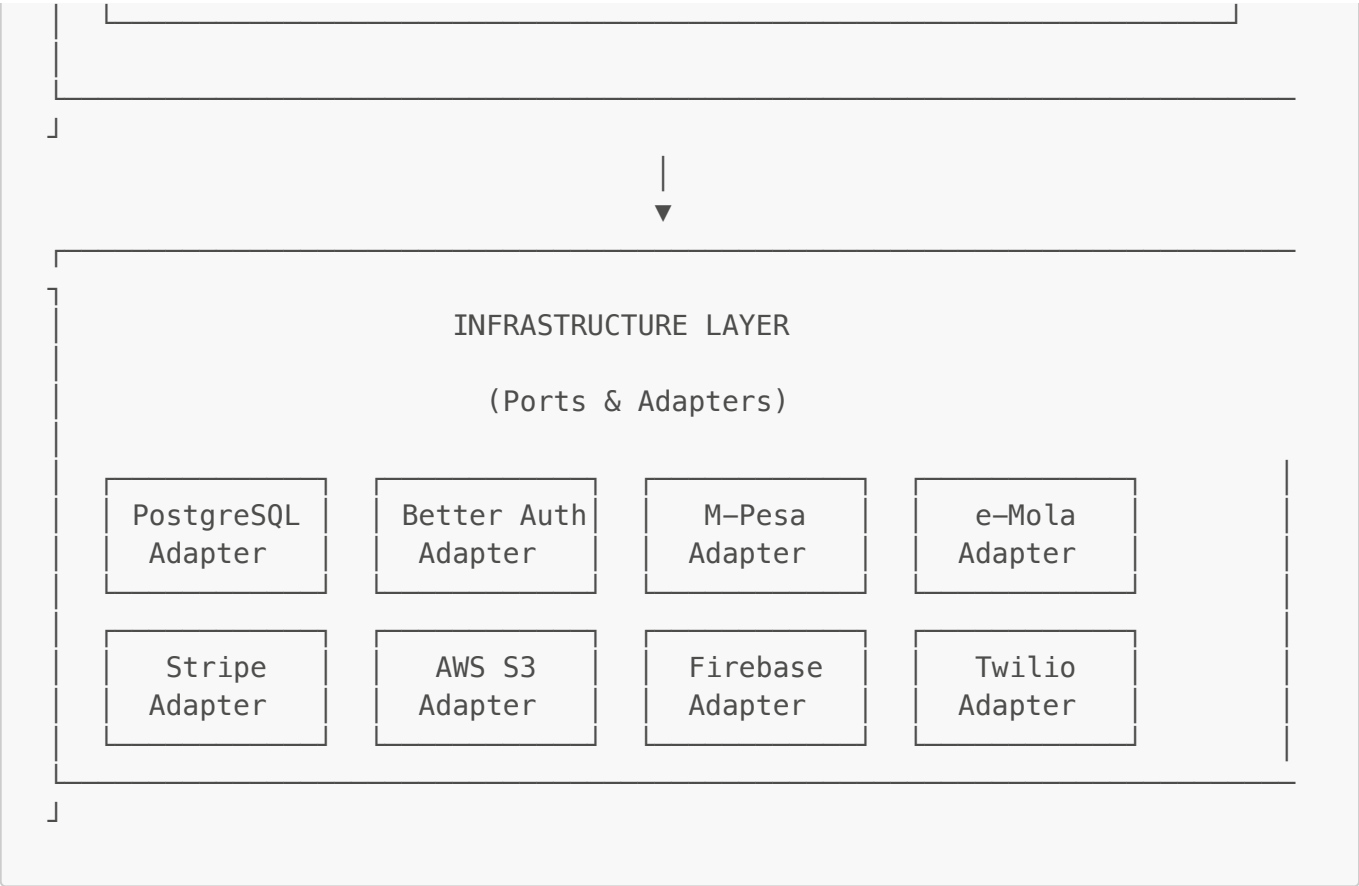 INFRASTRUCTURE LAYER
(Ports & Adapters)
PostgreSQL Better Auth M-Pesa e-Mola
Adapter Adapter Adapter Adapter
Stripe AWS S3 Firebase Twilio
Adapter Adapter Adapter Adapter